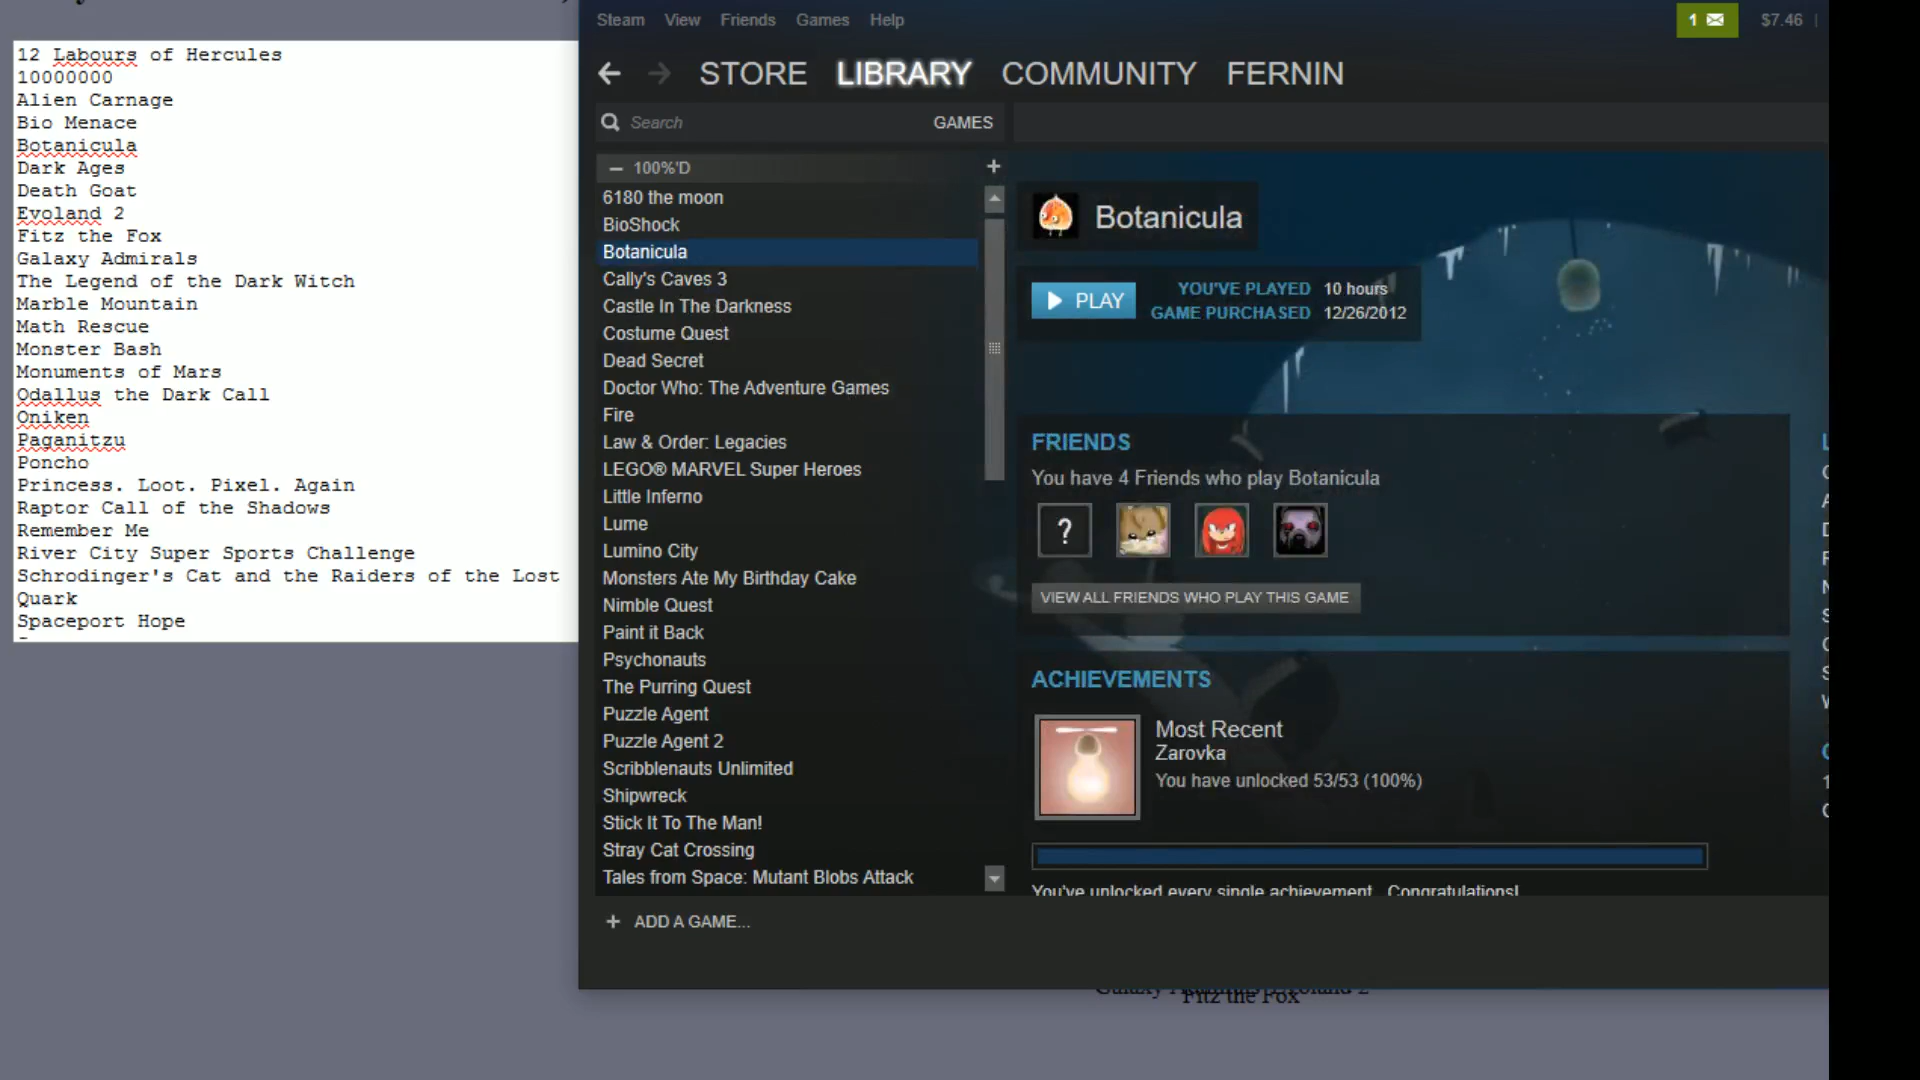 12 Labours of Hercules
10000000
Alien Carnage
Bio Menace
Botanicula
Dark Ages
Death Goat
Evoland 2
Fitz the Fox
Galaxy Admirals
The Legend of the Dark Witch
Marble Mountain
Math Rescue
Monster Bash
Monuments of Mars
Odallus the Dark Call
Oniken
Paganitzu
Poncho
Princess. Loot. Pixel. Again
Raptor Call of the Shadows
Remember Me
River City Super Sports Challenge
Schrodinger's Cat and the Raiders of the Lost
Quark
Spaceport Hope
Steam View Friends Games Help
1 $7.46
STORE LIBRARY COMMUNITY FERNIN
Search GAMES
– 100%'D +
6180 the moon
BioShock
Botanicula
Cally's Caves 3
Castle In The Darkness
Costume Quest
Dead Secret
Doctor Who: The Adventure Games
Fire
Law & Order: Legacies
LEGO® MARVEL Super Heroes
Little Inferno
Lume
Lumino City
Monsters Ate My Birthday Cake
Nimble Quest
Paint it Back
Psychonauts
The Purring Quest
Puzzle Agent
Puzzle Agent 2
Scribblenauts Unlimited
Shipwreck
Stick It To The Man!
Stray Cat Crossing
Tales from Space: Mutant Blobs Attack
+ ADD A GAME...
Botanicula
PLAY
YOU'VE PLAYED 10 hours
GAME PURCHASED 12/26/2012
FRIENDS
You have 4 Friends who play Botanicula
?
VIEW ALL FRIENDS WHO PLAY THIS GAME
ACHIEVEMENTS
Most Recent
Zarovka
You have unlocked 53/53 (100%)
You've unlocked every single achievement. Congratulations!
Fitz the Fox